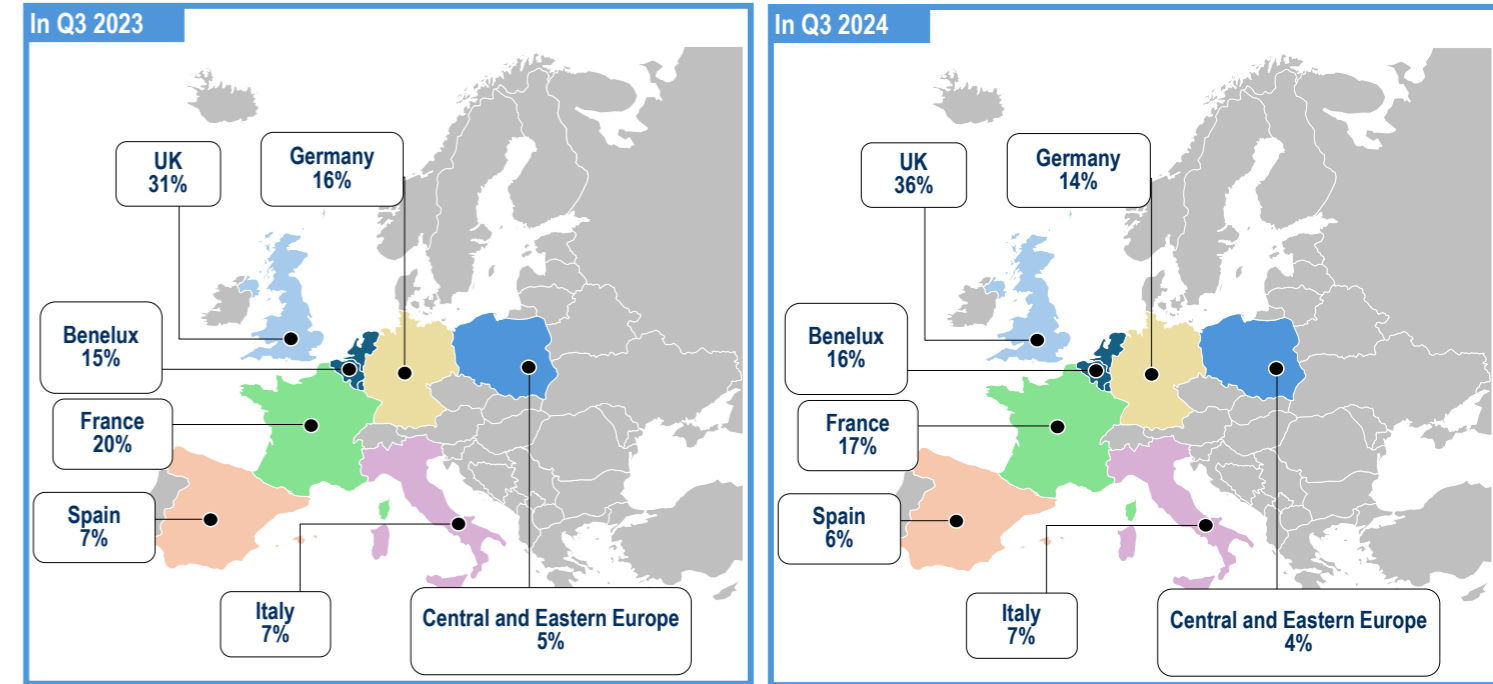 In Q3 2023
UK
31%
Germany
16%
Benelux
15%
France
20%
Spain
7%
Italy
7%
Central and Eastern Europe
5%
In Q3 2024
UK
36%
Germany
14%
Benelux
16%
France
17%
Spain
6%
Italy
7%
Central and Eastern Europe
4%